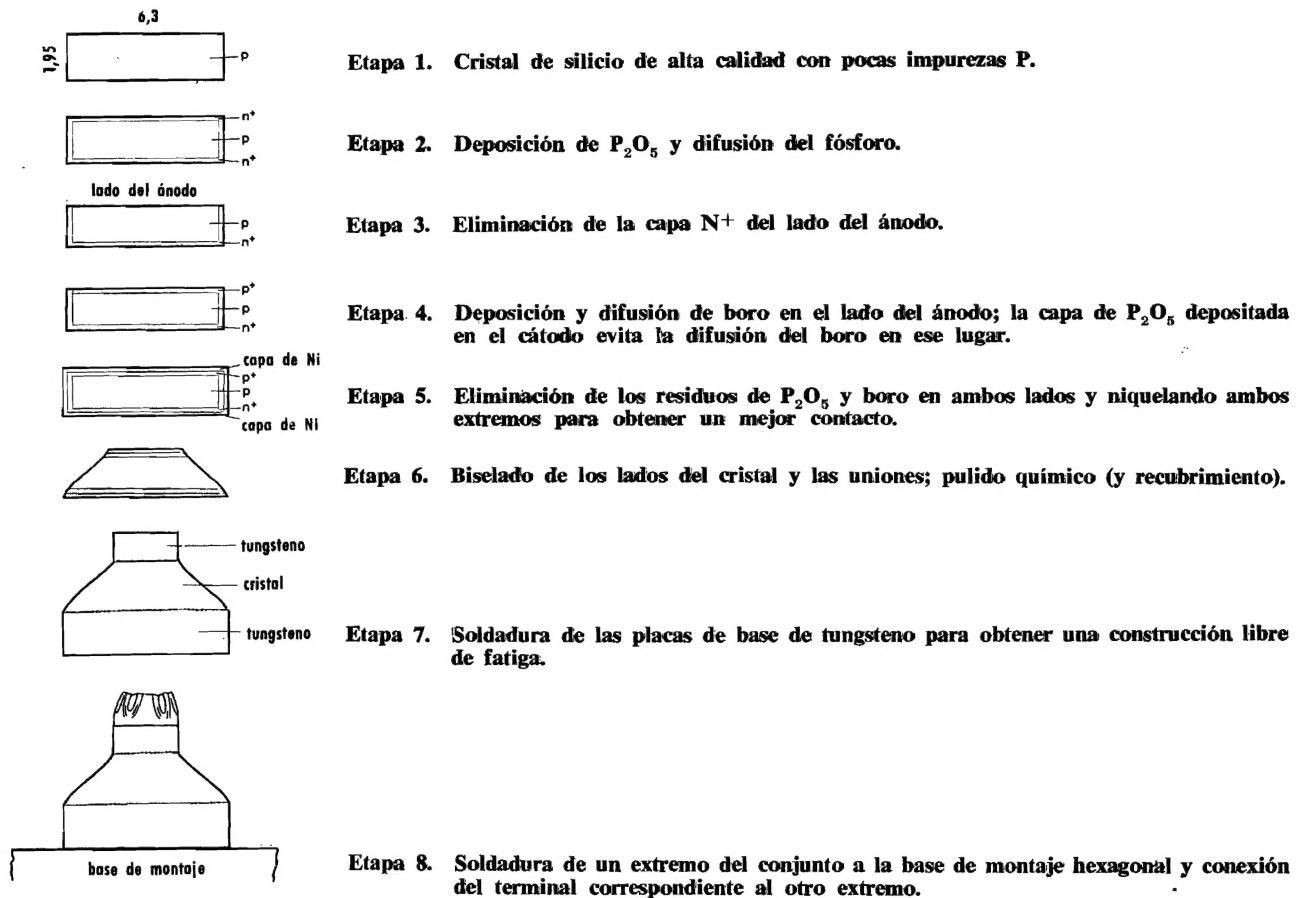 6,3
1,95
p
Etapa 1. Cristal de silicio de alta calidad con pocas impurezas P.
n+
p
n+
Etapa 2. Deposición de P₂O₅ y difusión del fósforo.
lado del ánodo
p
n+
Etapa 3. Eliminación de la capa N+ del lado del ánodo.
p+
p
n+
Etapa 4. Deposición y difusión de boro en el lado del ánodo; la capa de P₂O₅ depositada
en el cátodo evita la difusión del boro en ese lugar.
capa de Ni
p+
p
n+
capa de Ni
Etapa 5. Eliminación de los residuos de P₂O₅ y boro en ambos lados y niquelando ambos
extremos para obtener un mejor contacto.
Etapa 6. Biselado de los lados del cristal y las uniones; pulido químico (y recubrimiento).
tungsteno
cristal
tungsteno
Etapa 7. Soldadura de las placas de base de tungsteno para obtener una construcción libre
de fatiga.
base de montaje
Etapa 8. Soldadura de un extremo del conjunto a la base de montaje hexagonal y conexión
del terminal correspondiente al otro extremo.